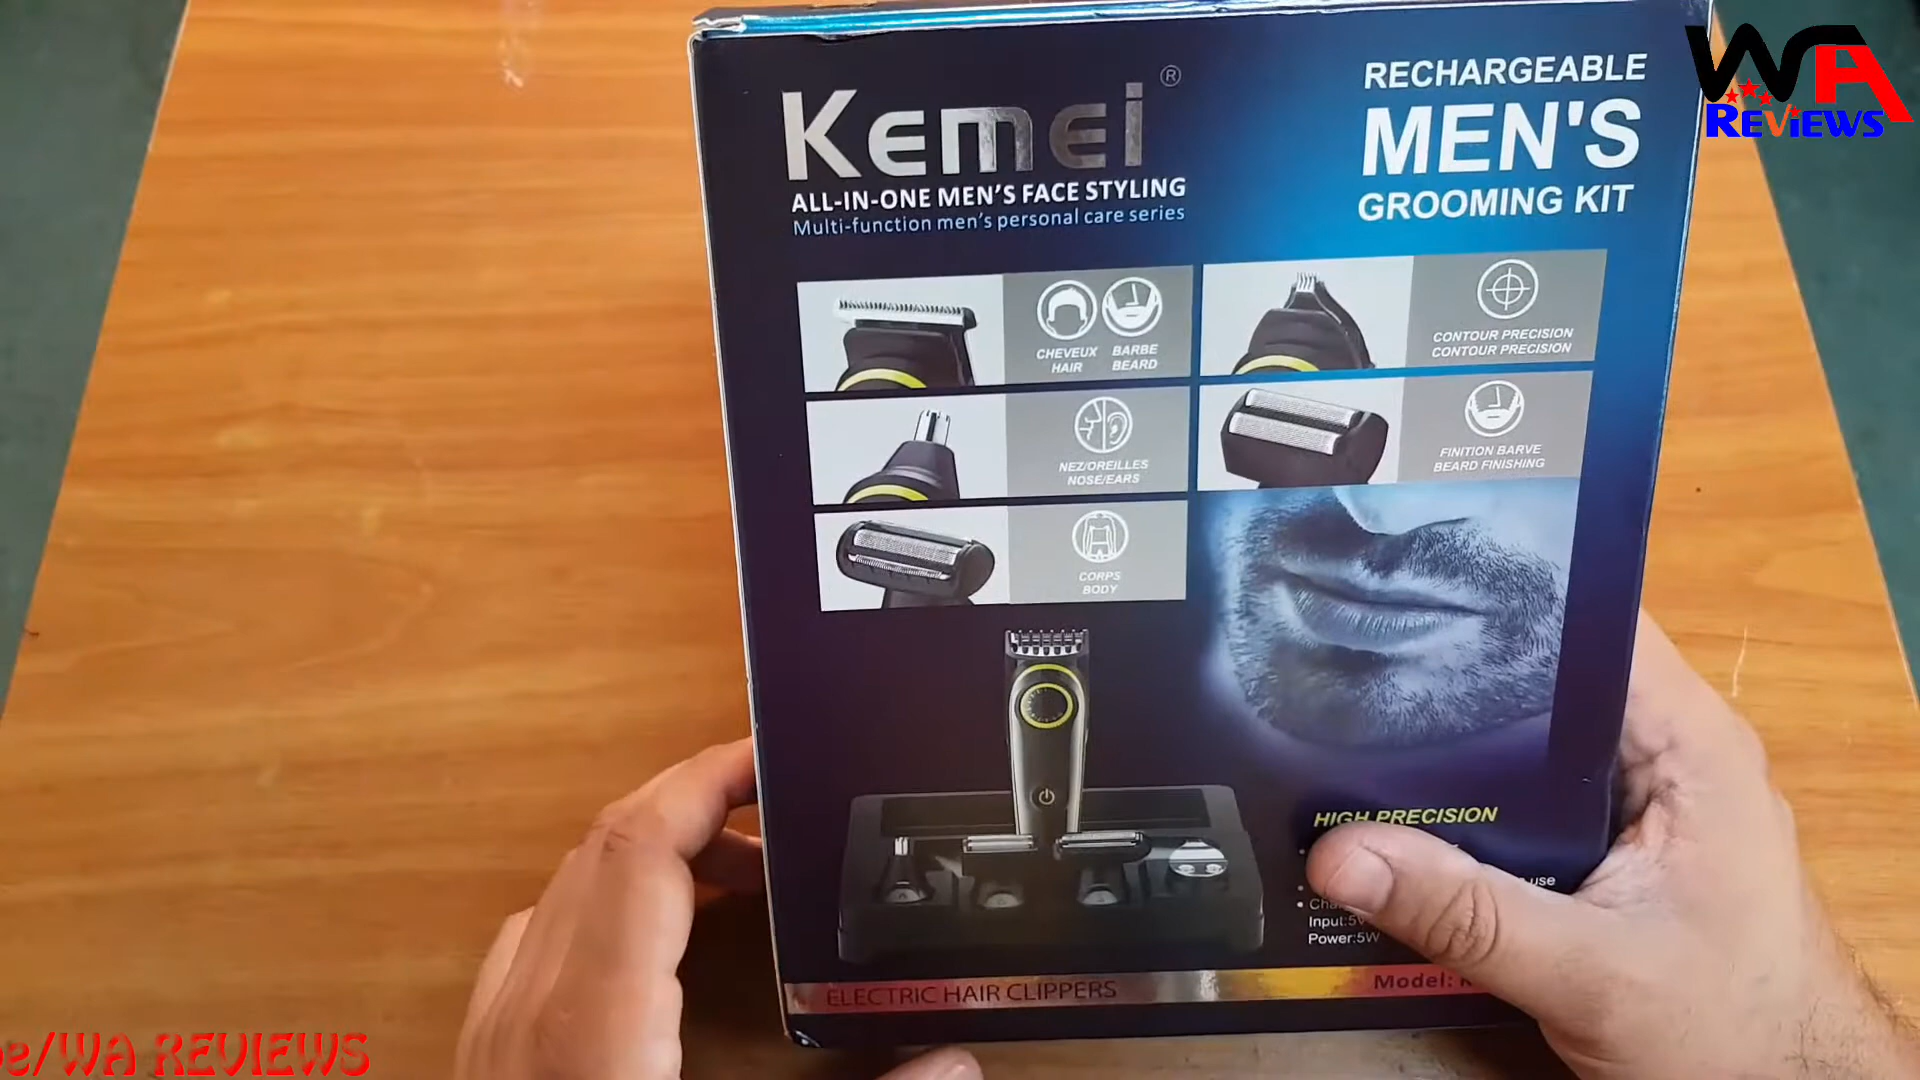 Kemei ®
ALL-IN-ONE MEN'S FACE STYLING
Multi-function men's personal care series
RECHARGEABLE
MEN'S
GROOMING KIT
WA
REViEWS
CHEVEUX
HAIR
BARBE
BEARD
CONTOUR PRECISION
CONTOUR PRECISION
NEZ/OREILLES
NOSE/EARS
FINITION BARVE
BEARD FINISHING
CORPS
BODY
HIGH PRECISION
use
Input:5V
Power:5W
ELECTRIC HAIR CLIPPERS
Model:
/WA REVIEWS